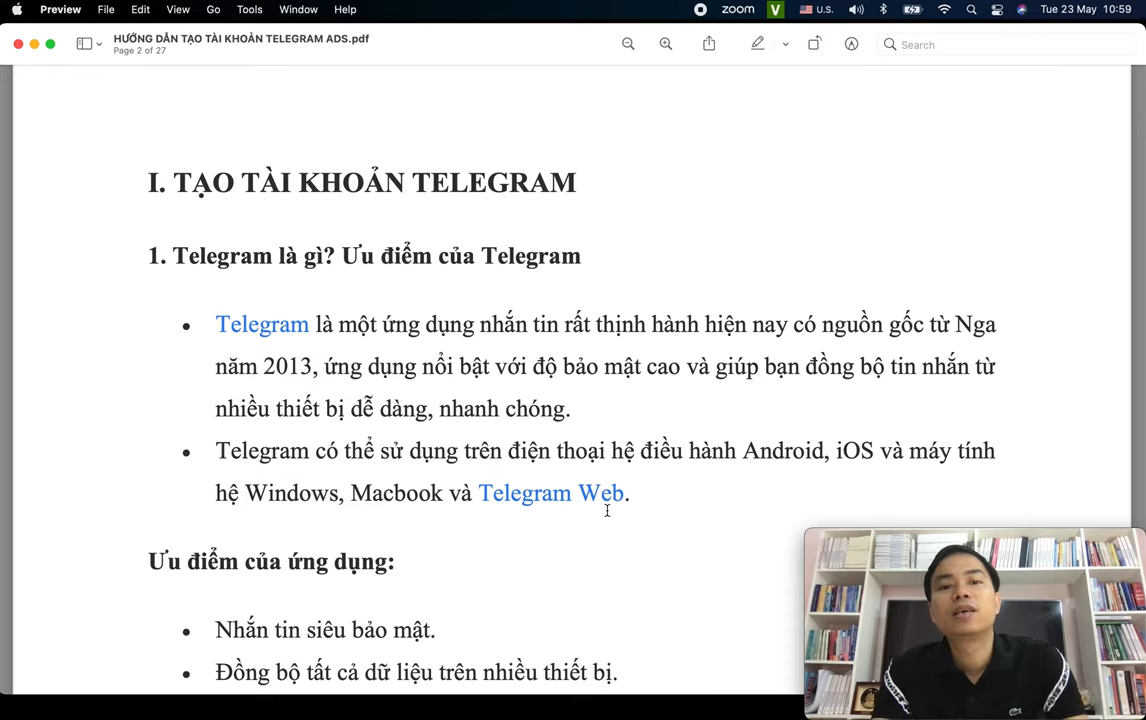 Preview File Edit View Go Tools Window Help zoom V U.S. Tue 23 May 10:59
HƯỚNG DẪN TẠO TÀI KHOẢN TELEGRAM ADS.pdf
Page 2 of 27
Search
I. TẠO TÀI KHOẢN TELEGRAM
1. Telegram là gì? Ưu điểm của Telegram
• Telegram là một ứng dụng nhắn tin rất thịnh hành hiện nay có nguồn gốc từ Nga
năm 2013, ứng dụng nổi bật với độ bảo mật cao và giúp bạn đồng bộ tin nhắn từ
nhiều thiết bị dễ dàng, nhanh chóng.
• Telegram có thể sử dụng trên điện thoại hệ điều hành Android, iOS và máy tính
hệ Windows, Macbook và Telegram Web.
Ưu điểm của ứng dụng:
• Nhắn tin siêu bảo mật.
• Đồng bộ tất cả dữ liệu trên nhiều thiết bị.